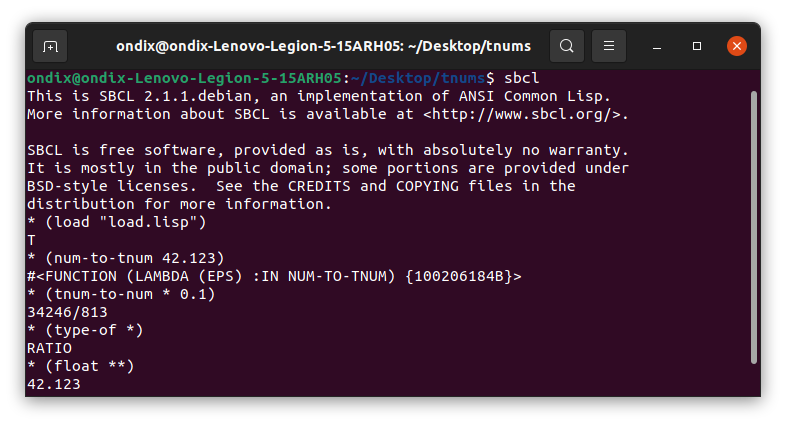 ondix@ondix-Lenovo-Legion-5-15ARH05: ~/Desktop/tnums
ondix@ondix-Lenovo-Legion-5-15ARH05:~/Desktop/tnums$ sbcl
This is SBCL 2.1.1.debian, an implementation of ANSI Common Lisp.
More information about SBCL is available at <http://www.sbcl.org/>.
SBCL is free software, provided as is, with absolutely no warranty.
It is mostly in the public domain; some portions are provided under
BSD-style licenses.  See the CREDITS and COPYING files in the
distribution for more information.
* (load "load.lisp")
T
* (num-to-tnum 42.123)
#<FUNCTION (LAMBDA (EPS) :IN NUM-TO-TNUM) {100206184B}>
* (tnum-to-num * 0.1)
34246/813
* (type-of *)
RATIO
* (float **)
42.123